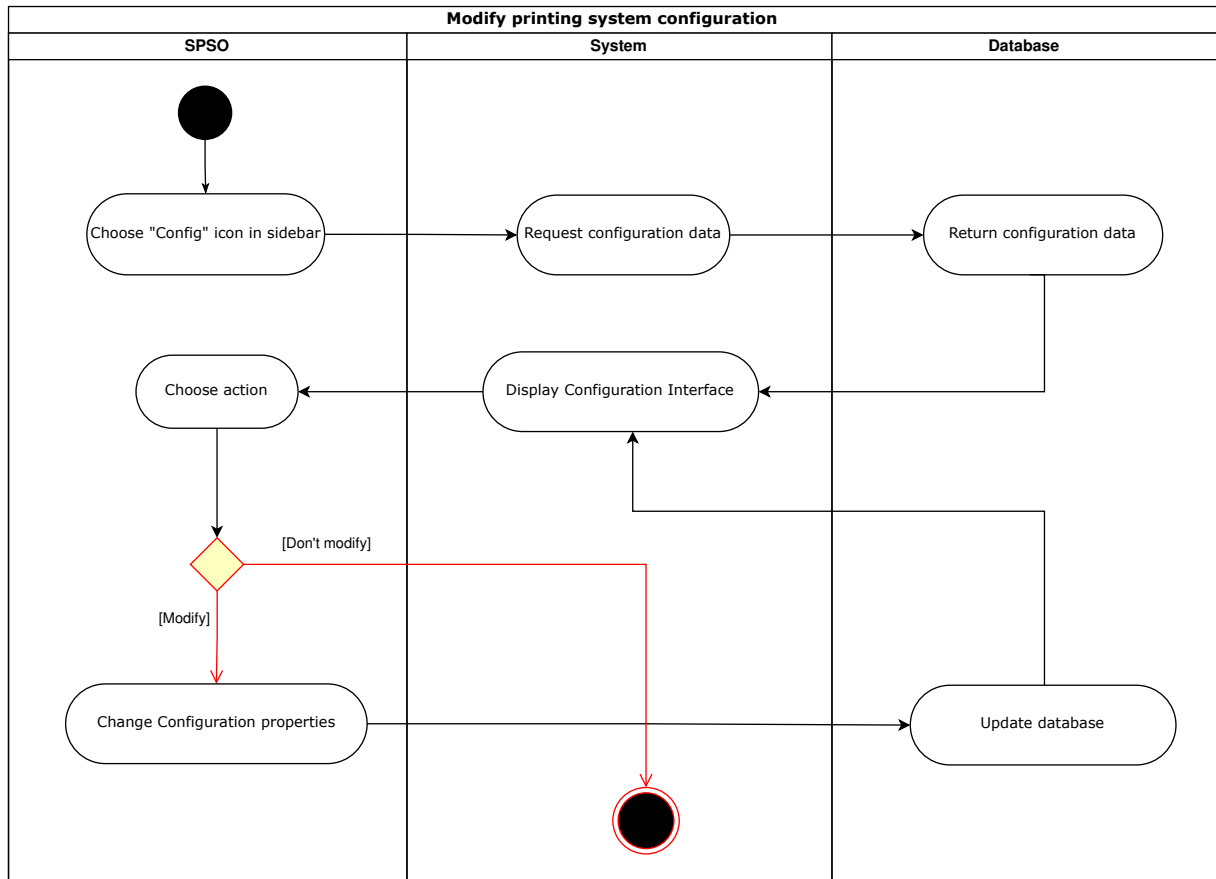 Modify printing system configuration
SPSO
System
Database
Choose "Config" icon in sidebar
Request configuration data
Return configuration data
Choose action
Display Configuration Interface
[Don't modify]
[Modify]
Change Configuration properties
Update database